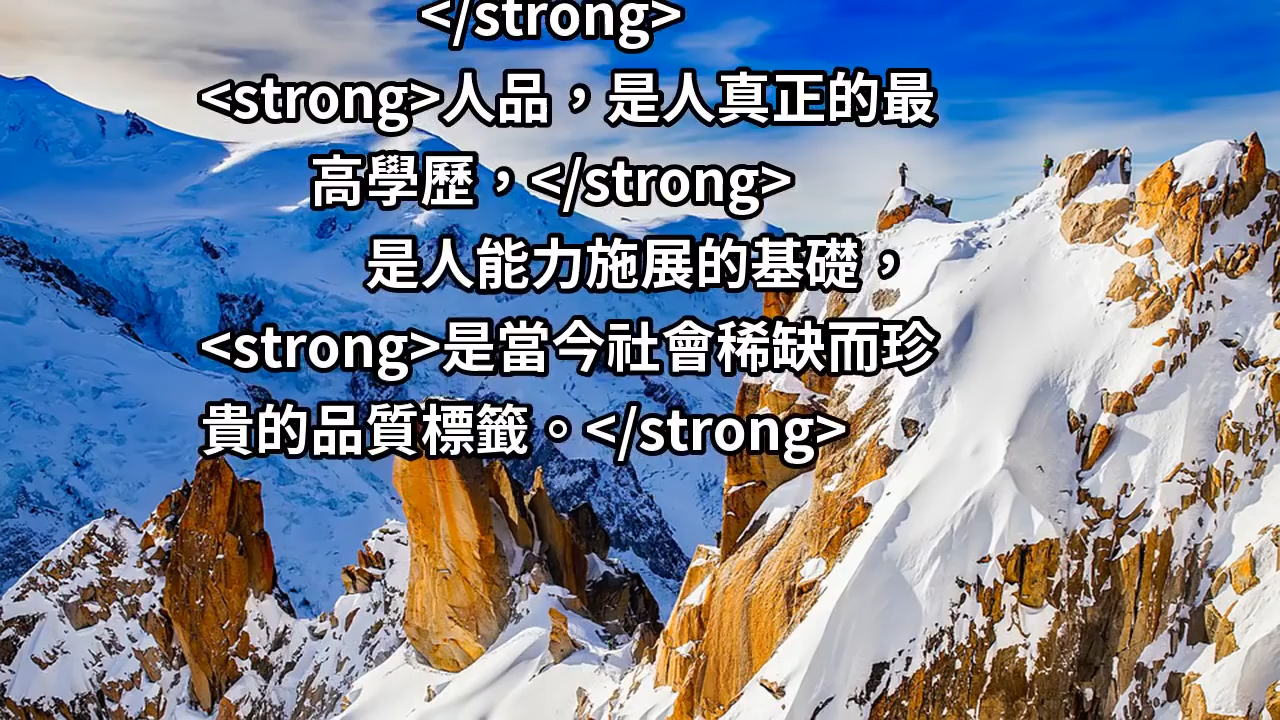 </strong>
<strong>人品，是人真正的最
高學歷，</strong>
是人能力施展的基礎，
<strong>是當今社會稀缺而珍
貴的品質標籤。</strong>